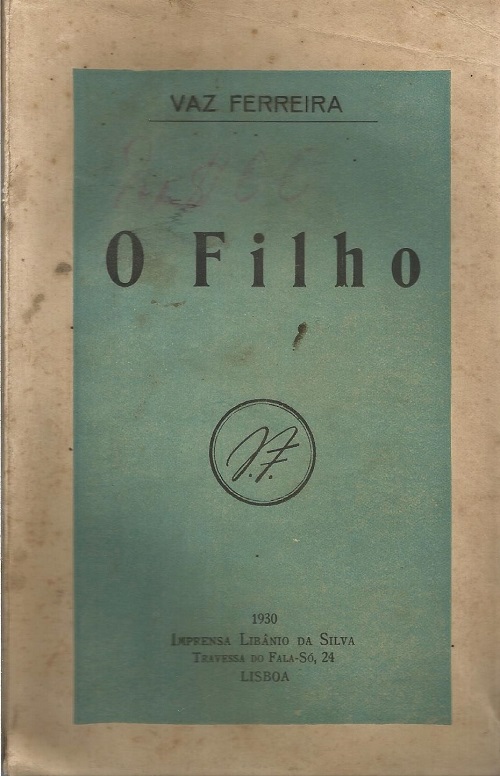 VAZ FERREIRA
O Filho
V.F.
1930
IMPRENSA LIBÂNIO DA SILVA
TRAVESSA DO FALA-SÓ, 24
LISBOA